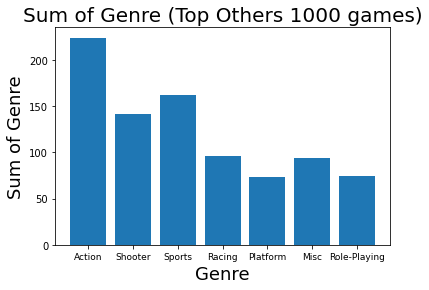 Sum of Genre (Top Others 1000 games)
Sum of Genre
200
150
100
50
0
Action Shooter Sports Racing Platform Misc Role-Playing
Genre